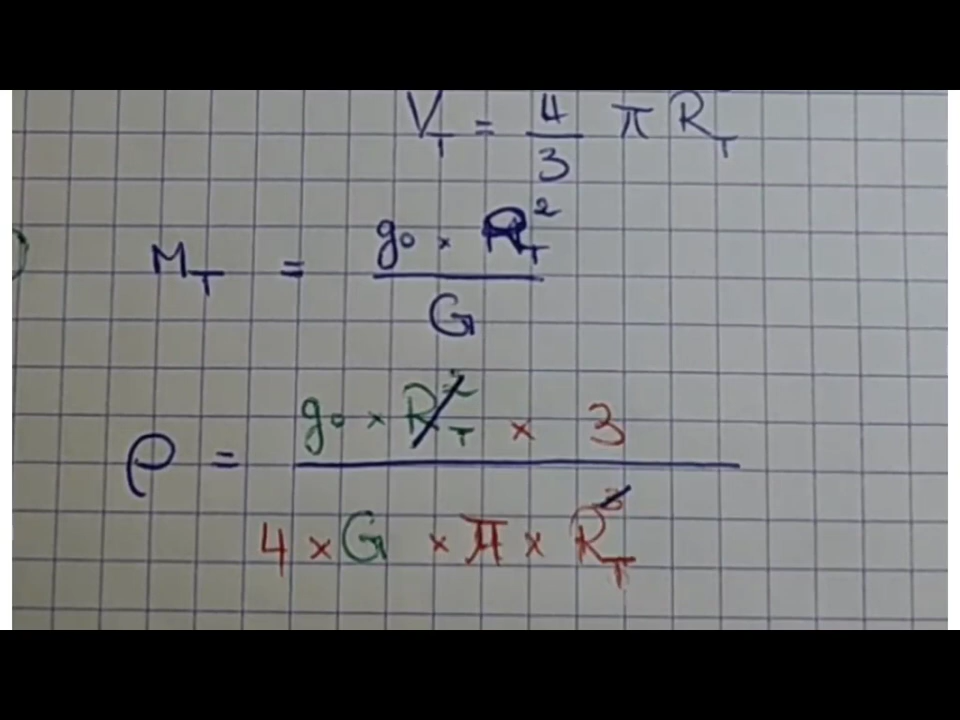 V_T = 4/3 π R_T
M_T = g₀ × R_T² / G
ρ = g₀ × R_T² × 3 / 4 × G × π × R_T³